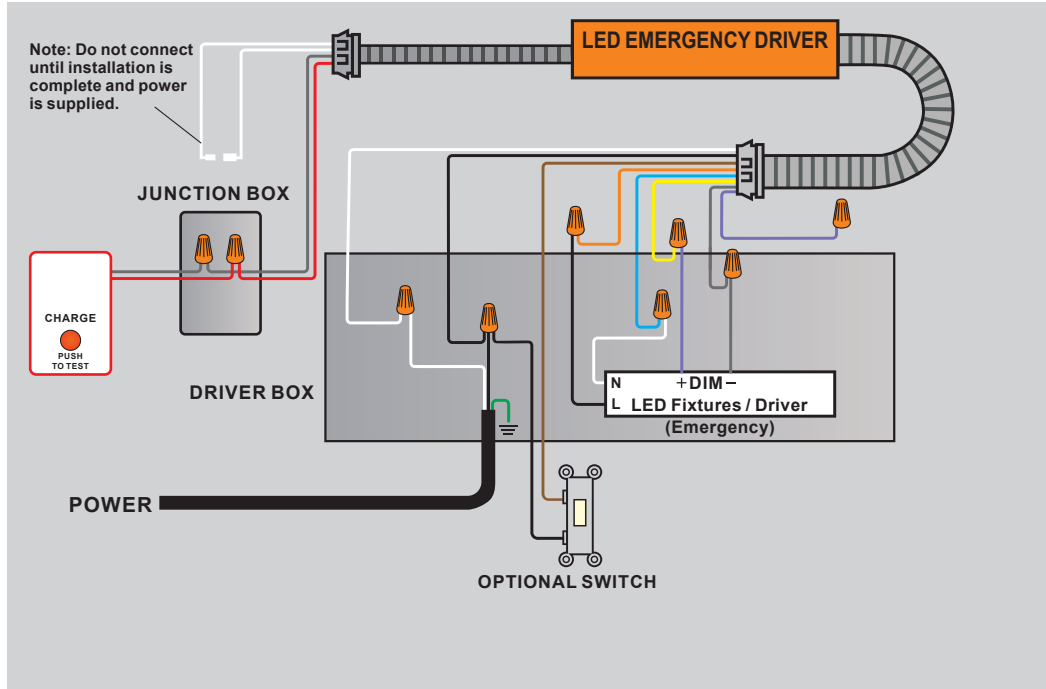 Note: Do not connect
until installation is
complete and power
is supplied.
LED EMERGENCY DRIVER
JUNCTION BOX
CHARGE
PUSH
TO TEST
DRIVER BOX
N
+DIM−
L
LED Fixtures / Driver
(Emergency)
POWER
OPTIONAL SWITCH